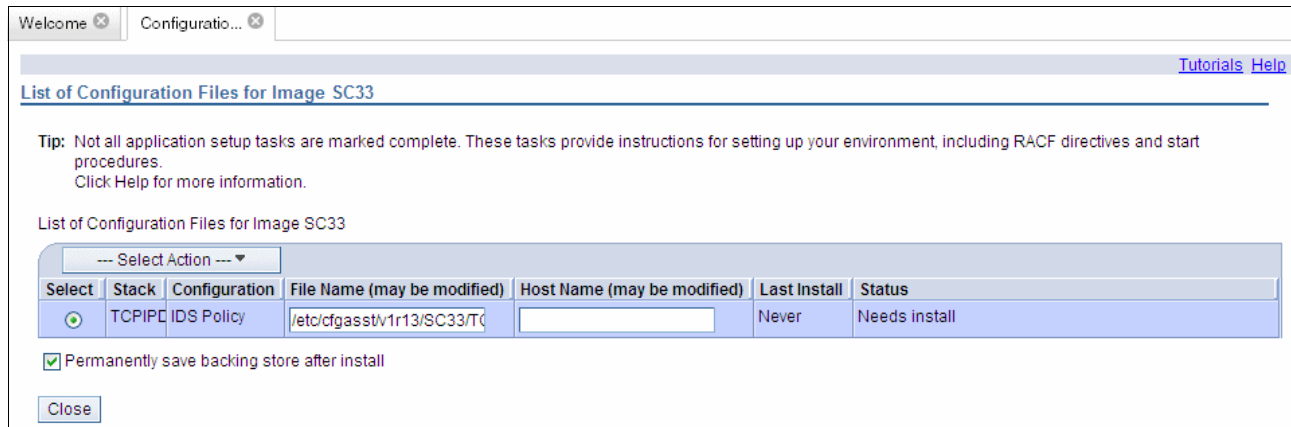 Welcome Configuratio...
Tutorials Help
List of Configuration Files for Image SC33
Tip: Not all application setup tasks are marked complete. These tasks provide instructions for setting up your environment, including RACF directives and start
procedures.
Click Help for more information.
List of Configuration Files for Image SC33
--- Select Action ---
Select Stack Configuration File Name (may be modified) Host Name (may be modified) Last Install Status
TCPIPD IDS Policy /etc/cfgasst/v1r13/SC33/TC Never Needs install
Permanently save backing store after install
Close